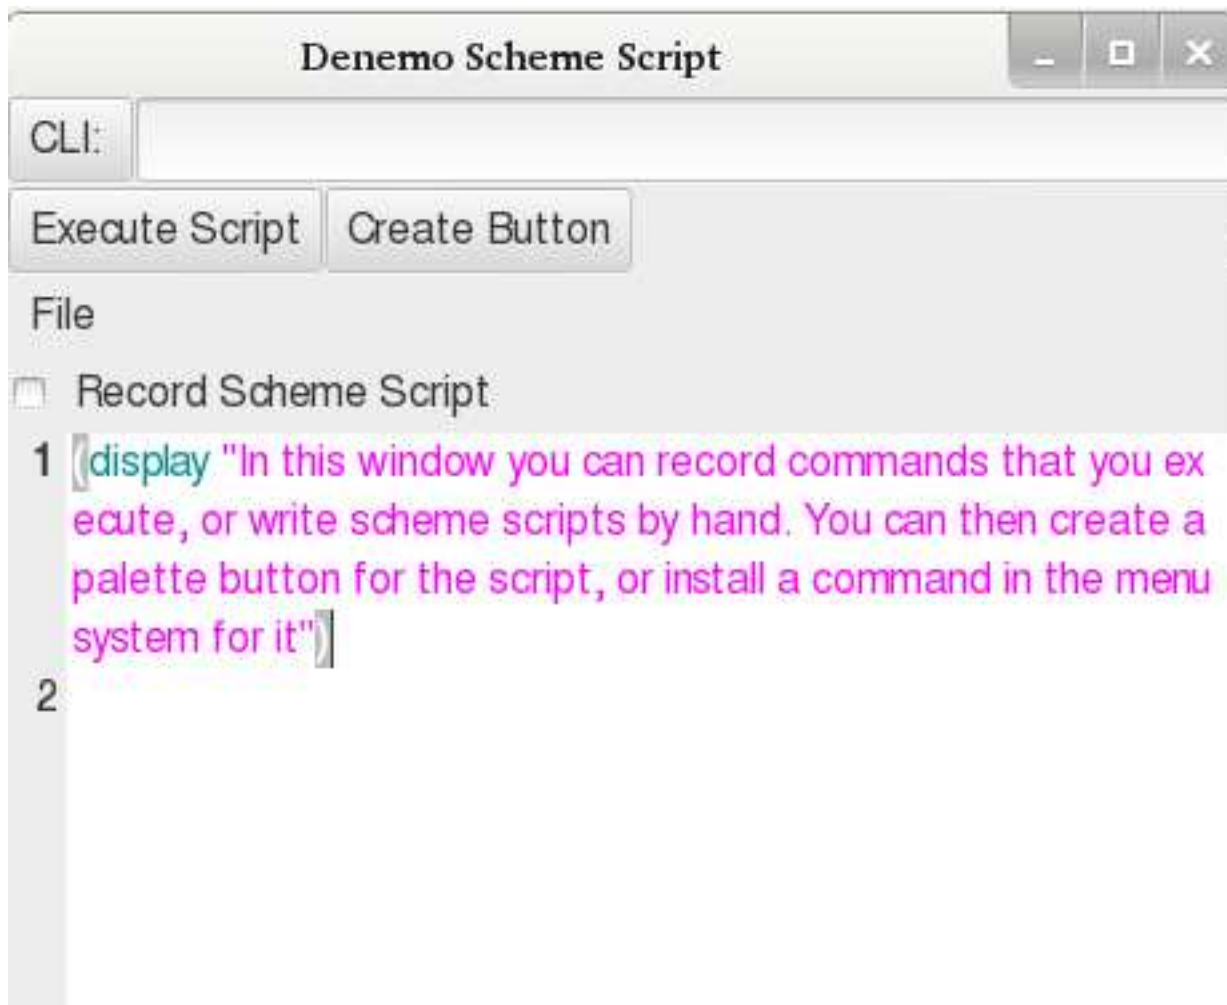 Denemo Scheme Script
CLI:
Execute Script Create Button
File
Record Scheme Script
1 (display "In this window you can record commands that you ex
ecute, or write scheme scripts by hand. You can then create a
palette button for the script, or install a command in the menu
system for it")
2